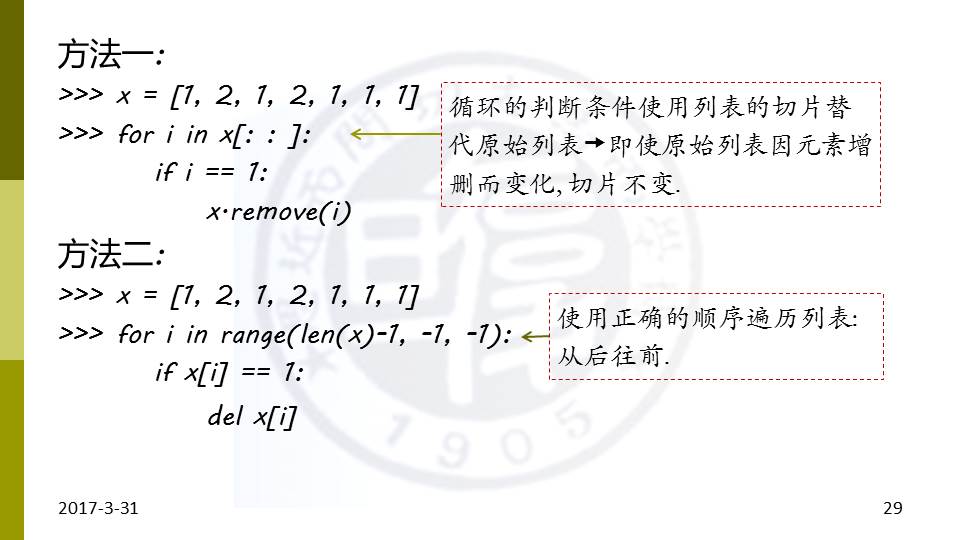 方法一:
>>> x = [1, 2, 1, 2, 1, 1, 1]
>>> for i in x[: : ]:
if i == 1:
x.remove(i)
循环的判断条件使用列表的切片替
代原始列表→即使原始列表因元素增
删而变化,切片不变.
方法二:
>>> x = [1, 2, 1, 2, 1, 1, 1]
>>> for i in range(len(x)-1, -1, -1):
if x[i] == 1:
del x[i]
使用正确的顺序遍历列表:
从后往前.
1905
2017-3-31
29